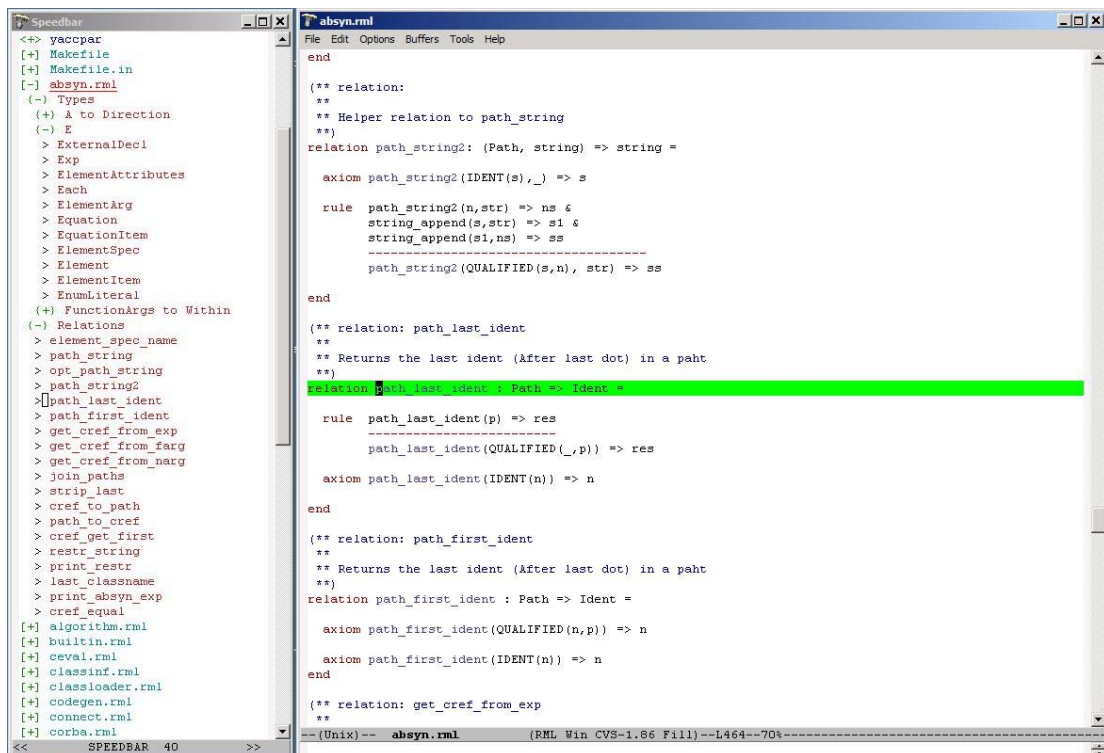 Speedbar
<+> yaccpar
[+] Makefile
[+] Makefile.in
[-] absyn.rml
{-} Types
{+} A to Direction
{-} E
> ExternalDecl
> Exp
> ElementAttributes
> Each
> ElementArg
> Equation
> EquationItem
> ElementSpec
> Element
> ElementItem
> EnumLiteral
{+} FunctionArgs to Within
{-} Relations
> element_spec_name
> path_string
> opt_path_string
> path_string2
> path_last_ident
> path_first_ident
> get_cref_from_exp
> get_cref_from_farg
> get_cref_from_narg
> join_paths
> strip_last
> cref_to_path
> path_to_cref
> cref_get_first
> restr_string
> print_restr
> last_classname
> print_absyn_exp
> cref_equal
[+] algorithm.rml
[+] builtin.rml
[+] ceval.rml
[+] classinf.rml
[+] classloader.rml
[+] codegen.rml
[+] connect.rml
[+] corba.rml
<< SPEEDBAR 40 >>
absyn.rml
File Edit Options Buffers Tools Help
end
(** relation:
**
** Helper relation to path_string
**)
relation path_string2: (Path, string) => string =
axiom path_string2(IDENT(s),_) => s
rule path_string2(n,str) => ns &
string_append(s,str) => s1 &
string_append(s1,ns) => ss
-------------------------------------
path_string2(QUALIFIED(s,n), str) => ss
end
(** relation: path_last_ident
**
** Returns the last ident (After last dot) in a paht
**)
relation path_last_ident : Path => Ident =
rule path_last_ident(p) => res
-------------------------
path_last_ident(QUALIFIED(_,p)) => res
axiom path_last_ident(IDENT(n)) => n
end
(** relation: path_first_ident
**
** Returns the last ident (After last dot) in a paht
**)
relation path_first_ident : Path => Ident =
axiom path_first_ident(QUALIFIED(n,p)) => n
axiom path_first_ident(IDENT(n)) => n
end
(** relation: get_cref_from_exp
**
--(Unix)-- absyn.rml (RML Win CVS-1.86 Fill)--L464--70%--------------------